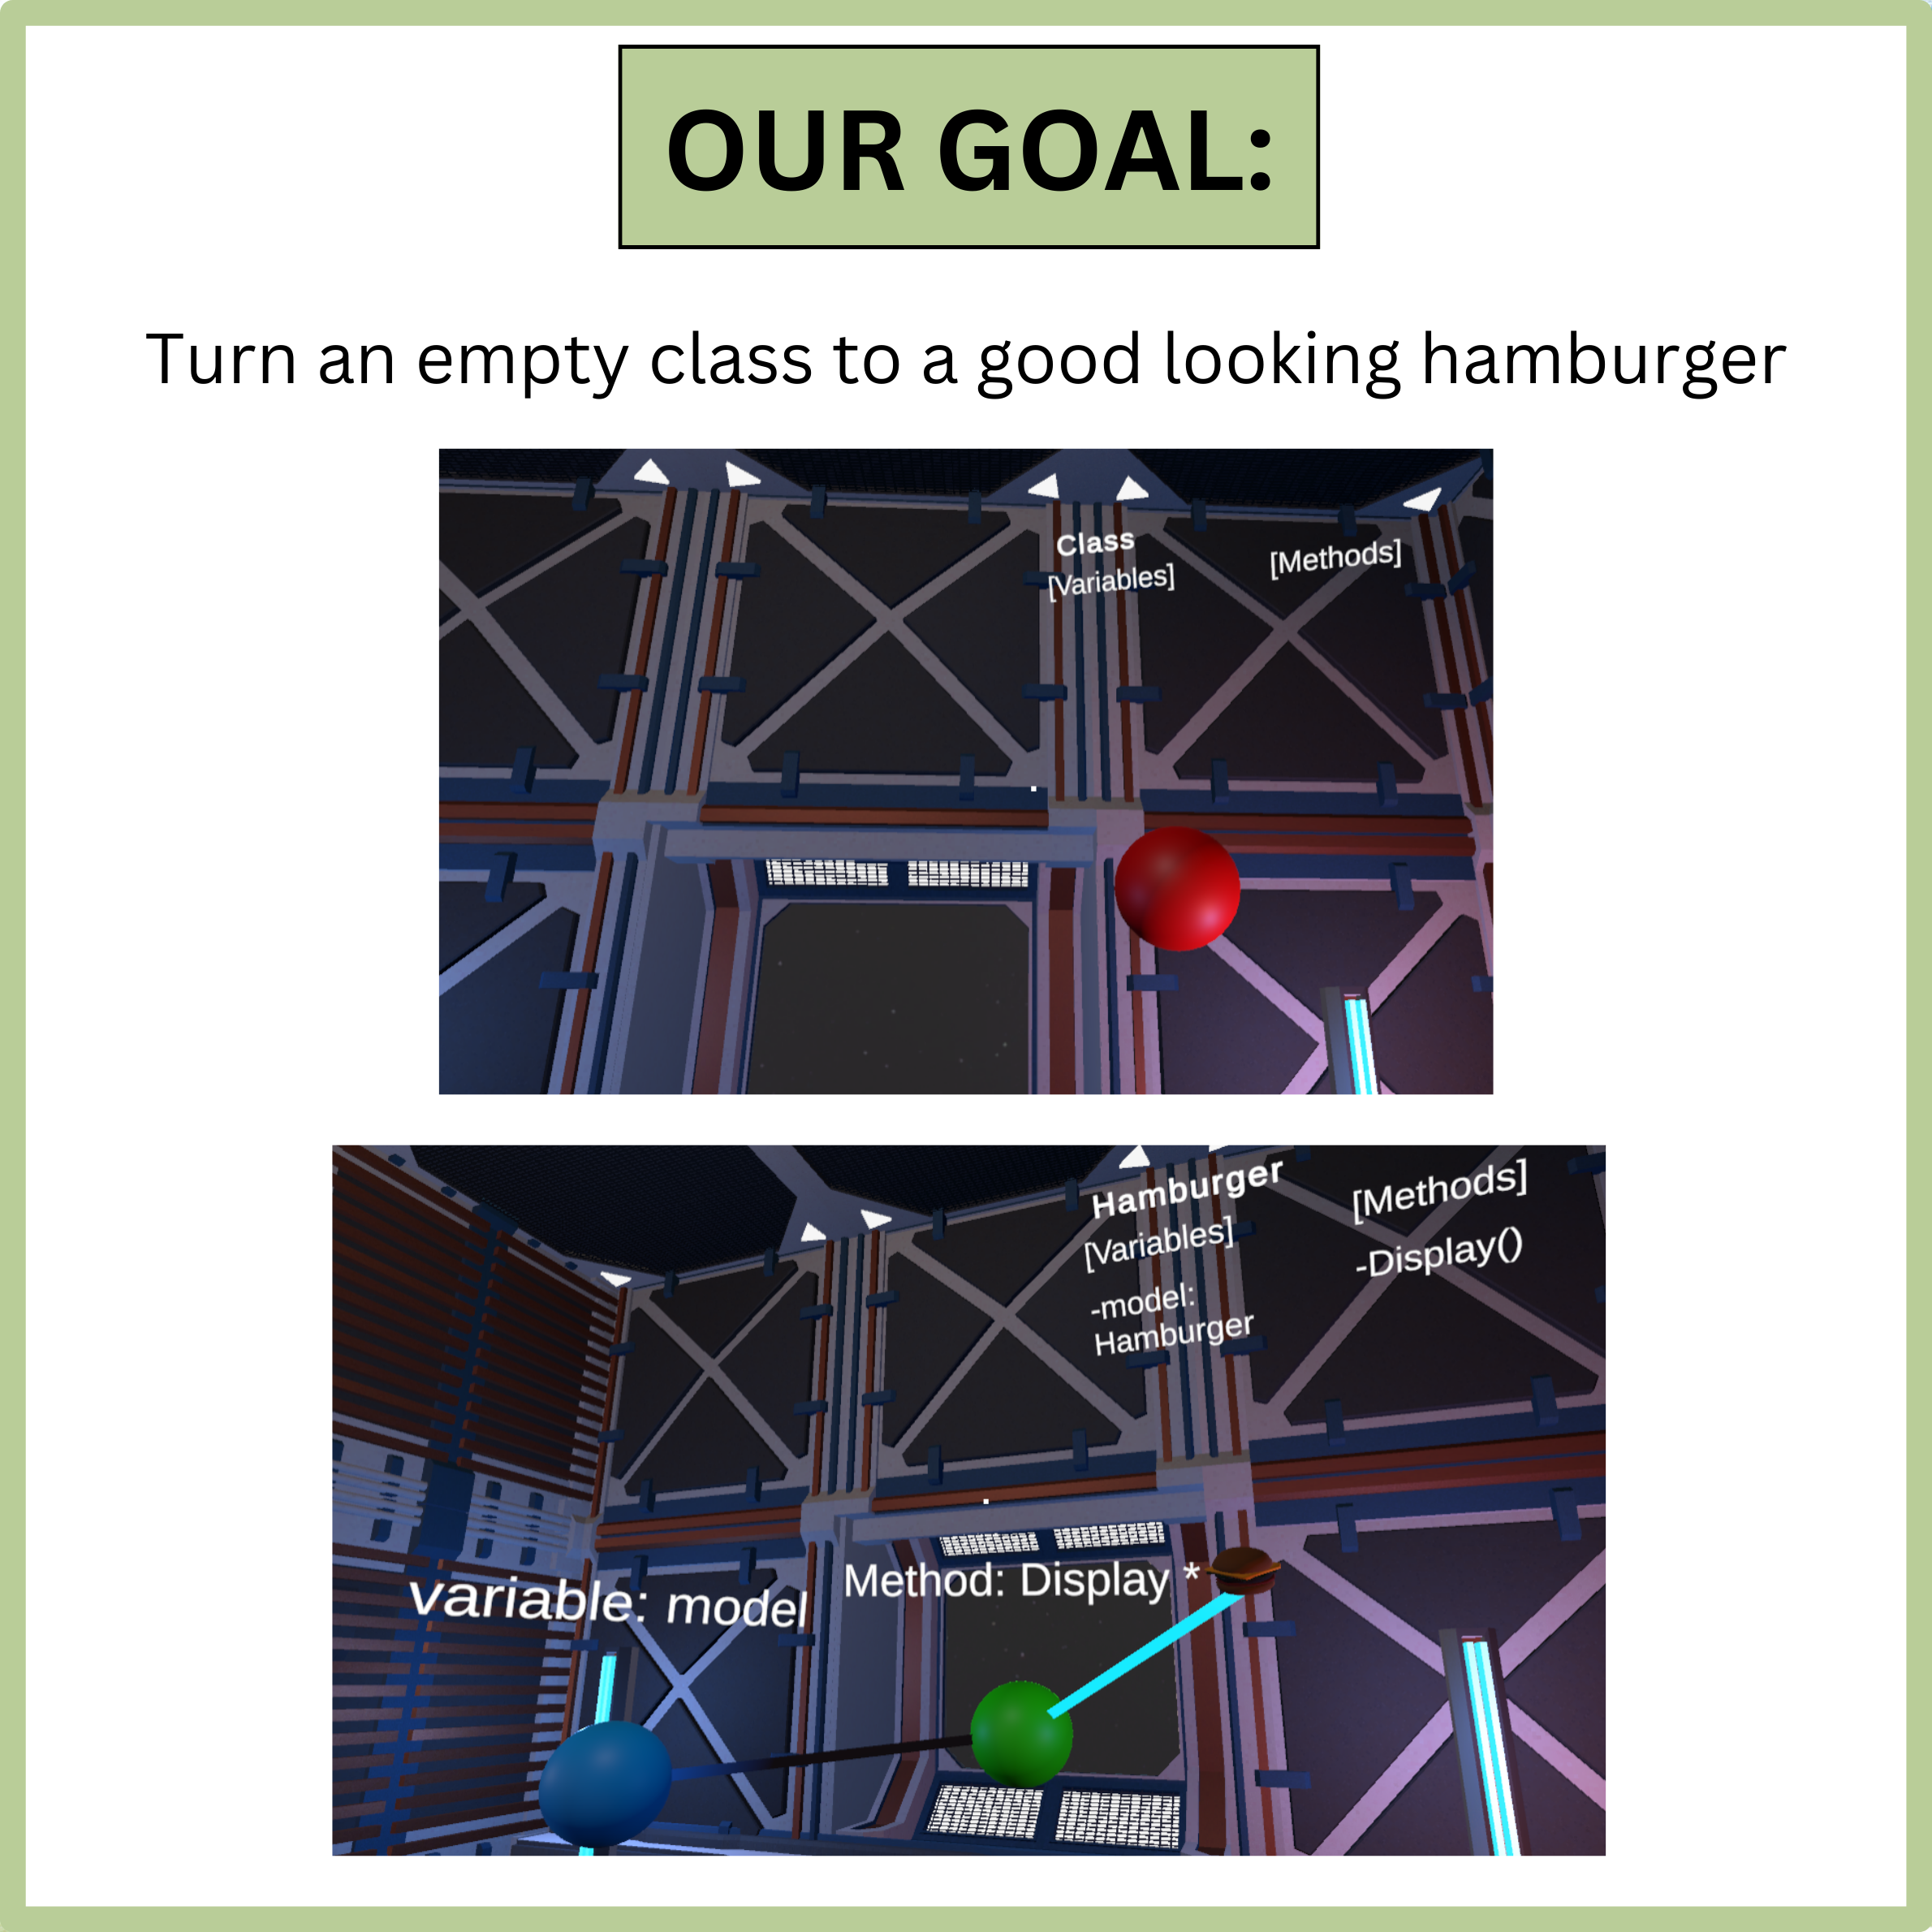 OUR GOAL:
Turn an empty class to a good looking hamburger
Class
[Variables]
[Methods]
Hamburger
[Variables]
-model:
Hamburger
[Methods]
-Display()
variable: model
Method: Display *